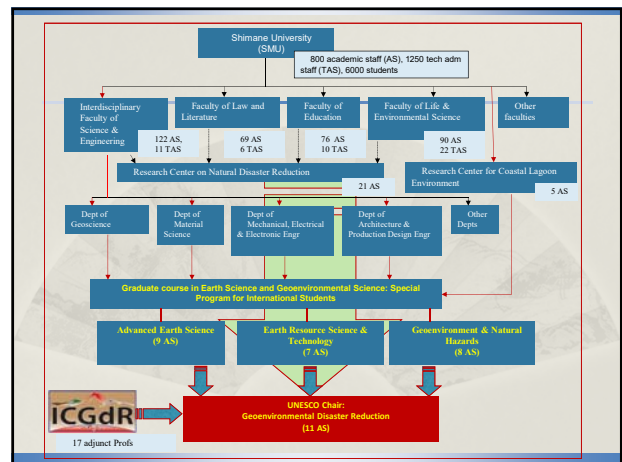 Shimane University
(SMU)
800 academic staff (AS), 1250 tech adm
staff (TAS), 6000 students
Interdisciplinary
Faculty of
Science &
Engineering
Faculty of Law and
Literature
Faculty of
Education
Faculty of Life &
Environmental Science
Other
faculties
122 AS,
11 TAS
69 AS
6 TAS
76 AS
10 TAS
90 AS
22 TAS
Research Center on Natural Disaster Reduction
21 AS
Research Center for Coastal Lagoon
Environment
5 AS
Dept of
Geoscience
Dept of
Material
Science
Dept of
Mechanical, Electrical
& Electronic Engr
Dept of
Architecture &
Production Design Engr
Other
Depts
Graduate course in Earth Science and Geoenvironmental Science: Special
Program for International Students
Advanced Earth Science
(9 AS)
Earth Resource Science &
Technology
(7 AS)
Geoenvironment & Natural
Hazards
(8 AS)
ICGdR
17 adjunct Profs
UNESCO Chair:
Geoenvironmental Disaster Reduction
(11 AS)